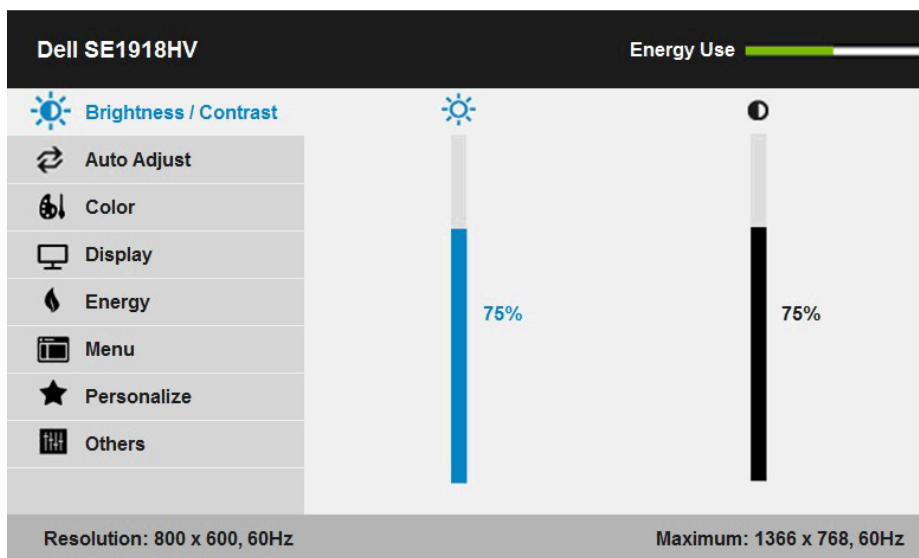 Dell SE1918HV
Energy Use
Brightness / Contrast
Auto Adjust
Color
Display
Energy
Menu
Personalize
Others
75%
75%
Resolution: 800 x 600, 60Hz
Maximum: 1366 x 768, 60Hz